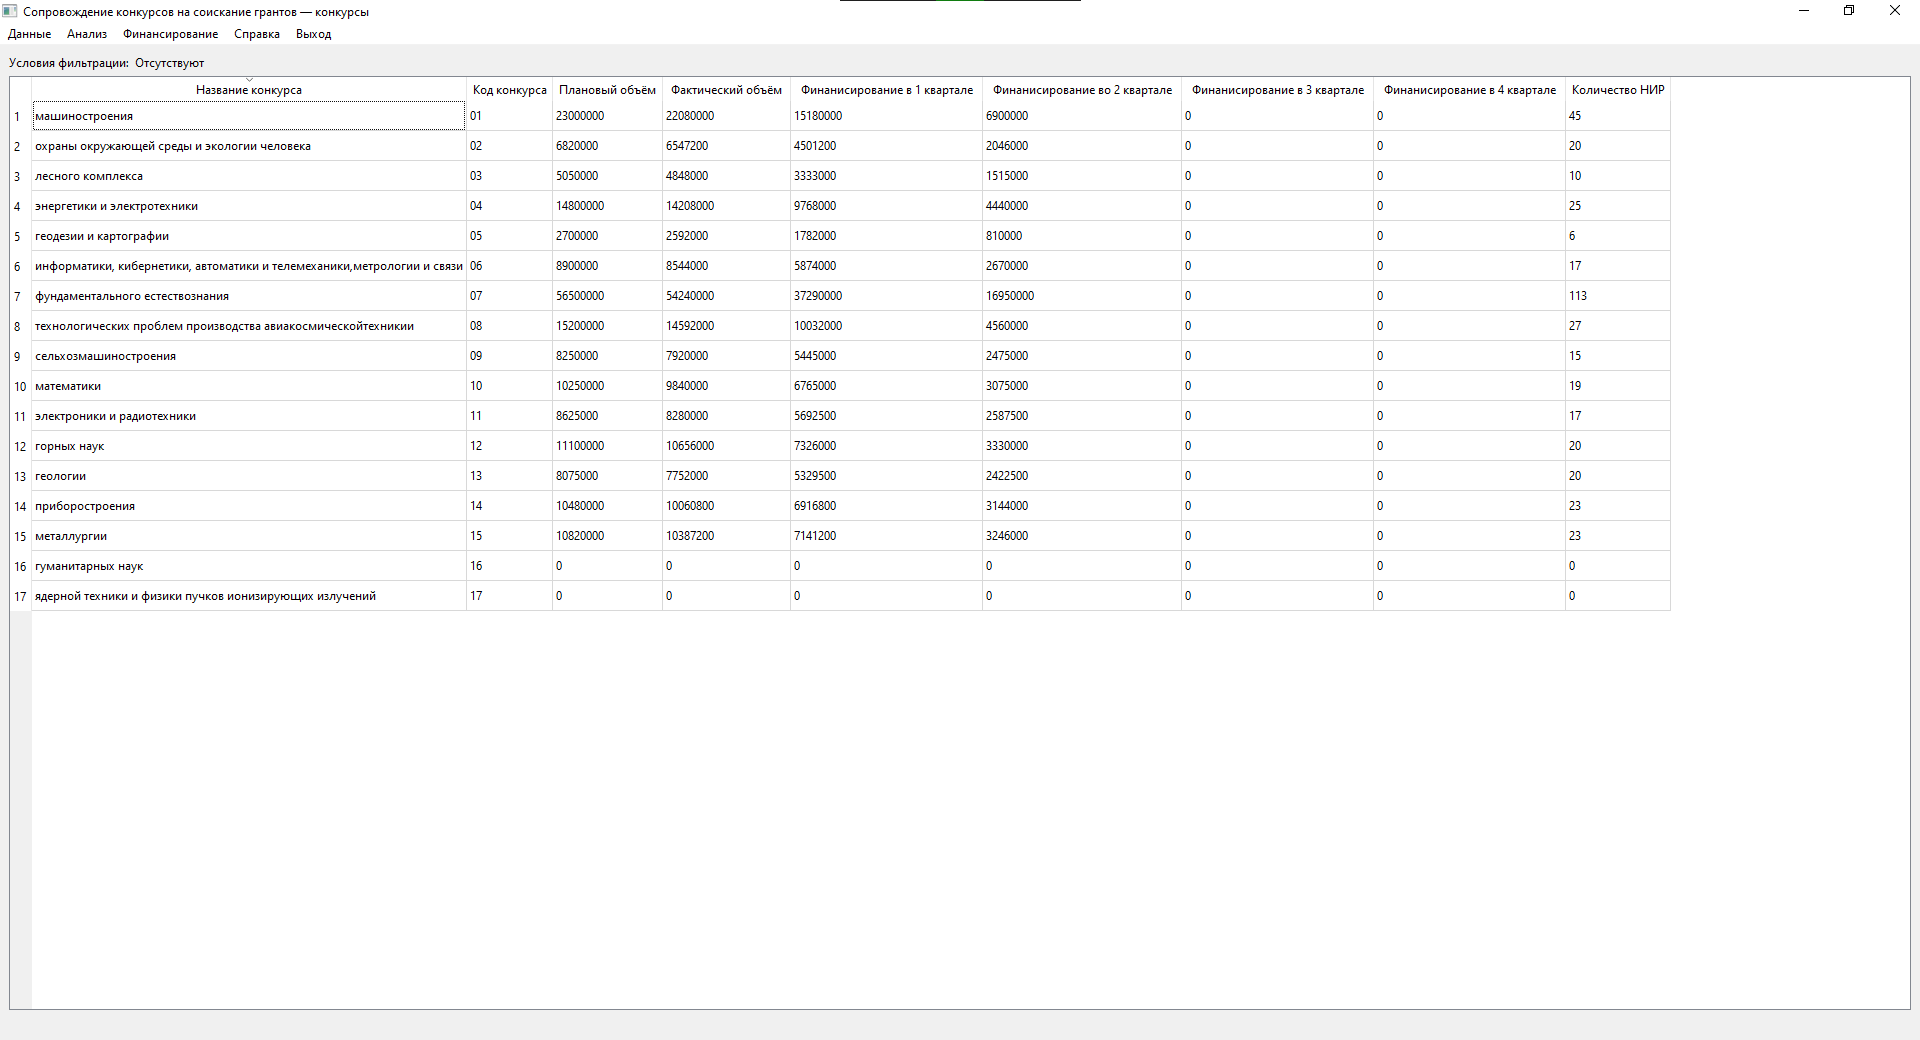 Сопровождение конкурсов на соискание грантов — конкурсы
Данные Анализ Финансирование Справка Выход
Условия фильтрации: Отсутствуют
Название конкурса Код конкурса Плановый объём Фактический объём Финанисирование в 1 квартале Финанисирование во 2 квартале Финанисирование в 3 квартале Финанисирование в 4 квартале Количество НИР
1 машиностроения 01 23000000 22080000 15180000 6900000 0 0 45
2 охраны окружающей среды и экологии человека 02 6820000 6547200 4501200 2046000 0 0 20
3 лесного комплекса 03 5050000 4848000 3333000 1515000 0 0 10
4 энергетики и электротехники 04 14800000 14208000 9768000 4440000 0 0 25
5 геодезии и картографии 05 2700000 2592000 1782000 810000 0 0 6
6 информатики, кибернетики, автоматики и телемеханики,метрологии и связи 06 8900000 8544000 5874000 2670000 0 0 17
7 фундаментального естествознания 07 56500000 54240000 37290000 16950000 0 0 113
8 технологических проблем производства авиакосмическойтехникии 08 15200000 14592000 10032000 4560000 0 0 27
9 сельхозмашиностроения 09 8250000 7920000 5445000 2475000 0 0 15
10 математики 10 10250000 9840000 6765000 3075000 0 0 19
11 электроники и радиотехники 11 8625000 8280000 5692500 2587500 0 0 17
12 горных наук 12 11100000 10656000 7326000 3330000 0 0 20
13 геологии 13 8075000 7752000 5329500 2422500 0 0 20
14 приборостроения 14 10480000 10060800 6916800 3144000 0 0 23
15 металлургии 15 10820000 10387200 7141200 3246000 0 0 23
16 гуманитарных наук 16 0 0 0 0 0 0 0
17 ядерной техники и физики пучков ионизирующих излучений 17 0 0 0 0 0 0 0